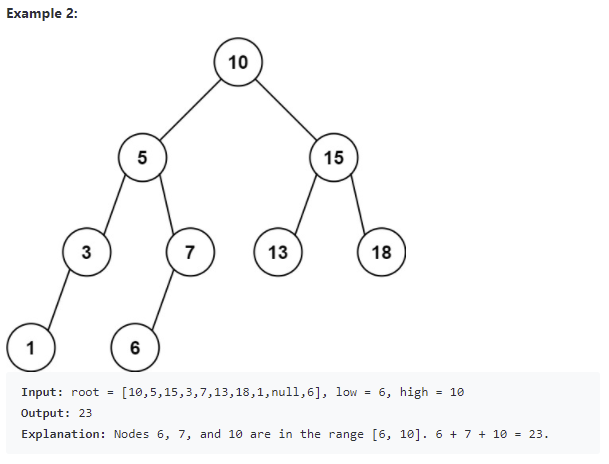 Example 2:
10
5 15
3 7 13 18
1 6
Input: root = [10,5,15,3,7,13,18,1,null,6], low = 6, high = 10
Output: 23
Explanation: Nodes 6, 7, and 10 are in the range [6, 10]. 6 + 7 + 10 = 23.